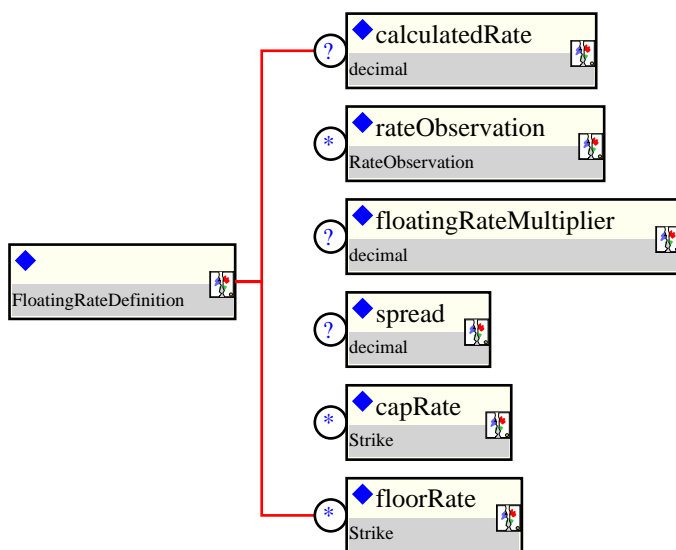 ? calculatedRate
decimal
* rateObservation
RateObservation
? floatingRateMultiplier
decimal
FloatingRateDefinition
? spread
decimal
* capRate
Strike
* floorRate
Strike